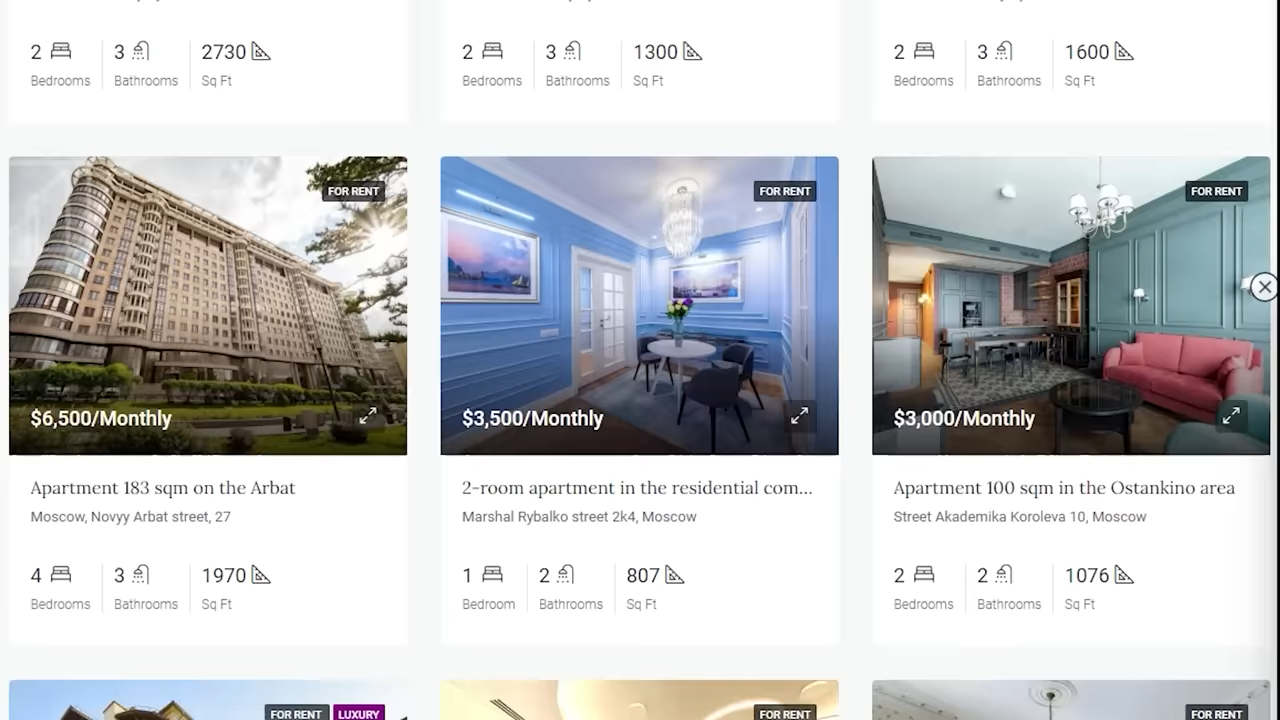 2
3
2730
Bedrooms
Bathrooms
Sq Ft
2
3
1300
Bedrooms
Bathrooms
Sq Ft
2
3
1600
Bedrooms
Bathrooms
Sq Ft
FOR RENT
$6,500/Monthly
Apartment 183 sqm on the Arbat
Moscow, Novyy Arbat street, 27
4
3
1970
Bedrooms
Bathrooms
Sq Ft
FOR RENT
$3,500/Monthly
2-room apartment in the residential com...
Marshal Rybalko street 2k4, Moscow
1
2
807
Bedroom
Bathrooms
Sq Ft
FOR RENT
$3,000/Monthly
Apartment 100 sqm in the Ostankino area
Street Akademika Koroleva 10, Moscow
2
2
1076
Bedrooms
Bathrooms
Sq Ft
FOR RENT
LUXURY
FOR RENT
FOR RENT